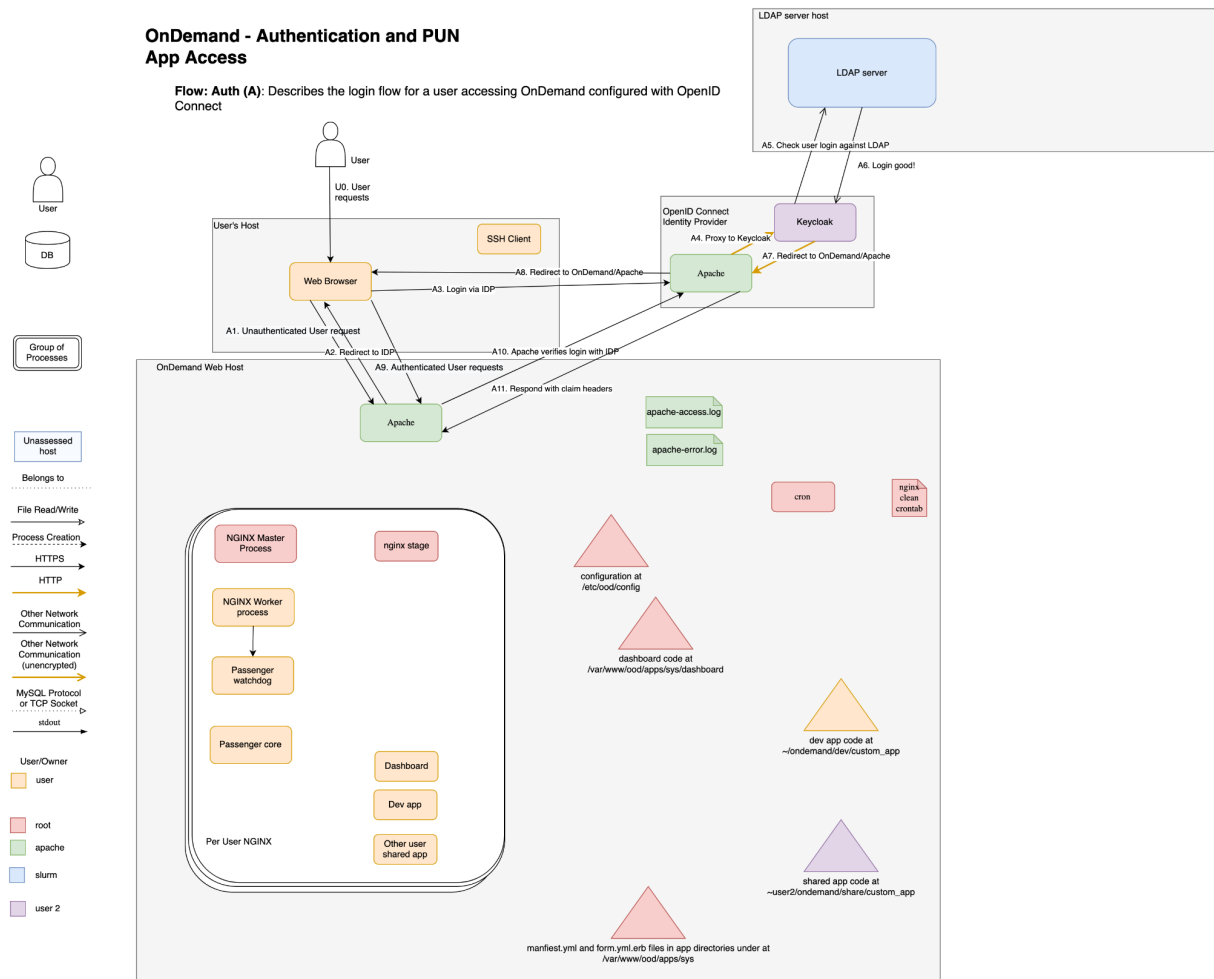 OnDemand - Authentication and PUN
App Access
Flow: Auth (A): Describes the login flow for a user accessing OnDemand configured with OpenID
Connect
LDAP server host
LDAP server
A5. Check user login against LDAP
A6. Login good!
User
U0. User
requests
User
DB
OpenID Connect
Identity Provider
Keycloak
A4. Proxy to Keycloak
A7. Redirect to OnDemand/Apache
Apache
User's Host
SSH Client
Web Browser
A8. Redirect to OnDemand/Apache
A3. Login via IDP
A1. Unauthenticated User request
A2. Redirect to IDP
A9. Authenticated User requests
A10. Apache verifies login with IDP
A11. Respond with claim headers
Group of
Processes
OnDemand Web Host
Apache
apache-access.log
apache-error.log
cron
nginx
clean
crontab
Unassessed
host
Belongs to
File Read/Write
Process Creation
HTTPS
HTTP
Other Network
Communication
Other Network
Communication
(unencrypted)
MySQL Protocol
or TCP Socket
stdout
User/Owner
user
root
apache
slurm
user 2
NGINX Master
Process
nginx stage
NGINX Worker
process
Passenger
watchdog
Passenger core
Dashboard
Dev app
Other user
shared app
Per User NGINX
configuration at
/etc/ood/config
dashboard code at
/var/www/ood/apps/sys/dashboard
dev app code at
~/ondemand/dev/custom_app
shared app code at
~user2/ondemand/share/custom_app
manfiest.yml and form.yml.erb files in app directories under at
/var/www/ood/apps/sys